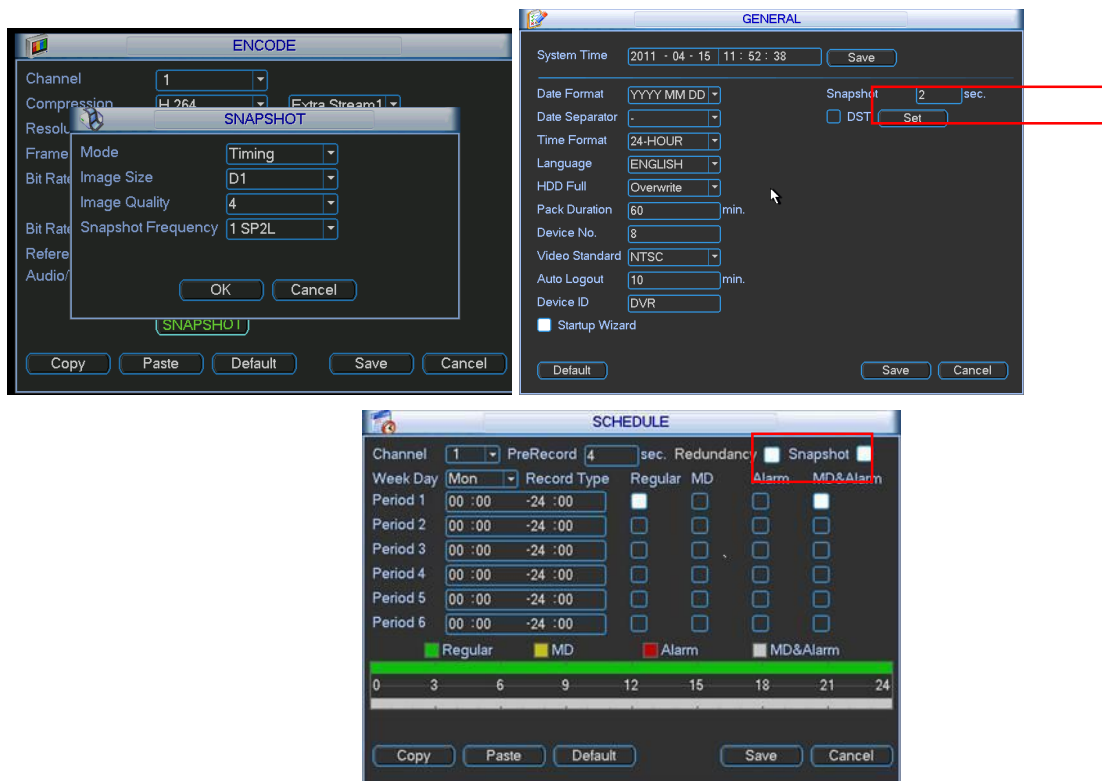 ENCODE
Channel 1
Compression H.264 Extra Stream1
SNAPSHOT
Resolu
Frame
Bit Rate
Bit Rate
Refere
Audio/
Mode Timing
Image Size D1
Image Quality 4
Snapshot Frequency 1 SP2L
OK Cancel
SNAPSHOT
Copy Paste Default Save Cancel
GENERAL
System Time 2011 - 04 - 15 11 : 52 : 38 Save
Date Format YYYY MM DD Snapshot 2 sec.
Date Separator - DST Set
Time Format 24-HOUR
Language ENGLISH
HDD Full Overwrite
Pack Duration 60 min.
Device No. 8
Video Standard NTSC
Auto Logout 10 min.
Device ID DVR
Startup Wizard
Default Save Cancel
SCHEDULE
Channel 1 PreRecord 4 sec. Redundancy Snapshot
Week Day Mon Record Type Regular MD Alarm MD&Alarm
Period 1 00 :00 -24 :00
Period 2 00 :00 -24 :00
Period 3 00 :00 -24 :00
Period 4 00 :00 -24 :00
Period 5 00 :00 -24 :00
Period 6 00 :00 -24 :00
Regular MD Alarm MD&Alarm
0 3 6 9 12 15 18 21 24
Copy Paste Default Save Cancel